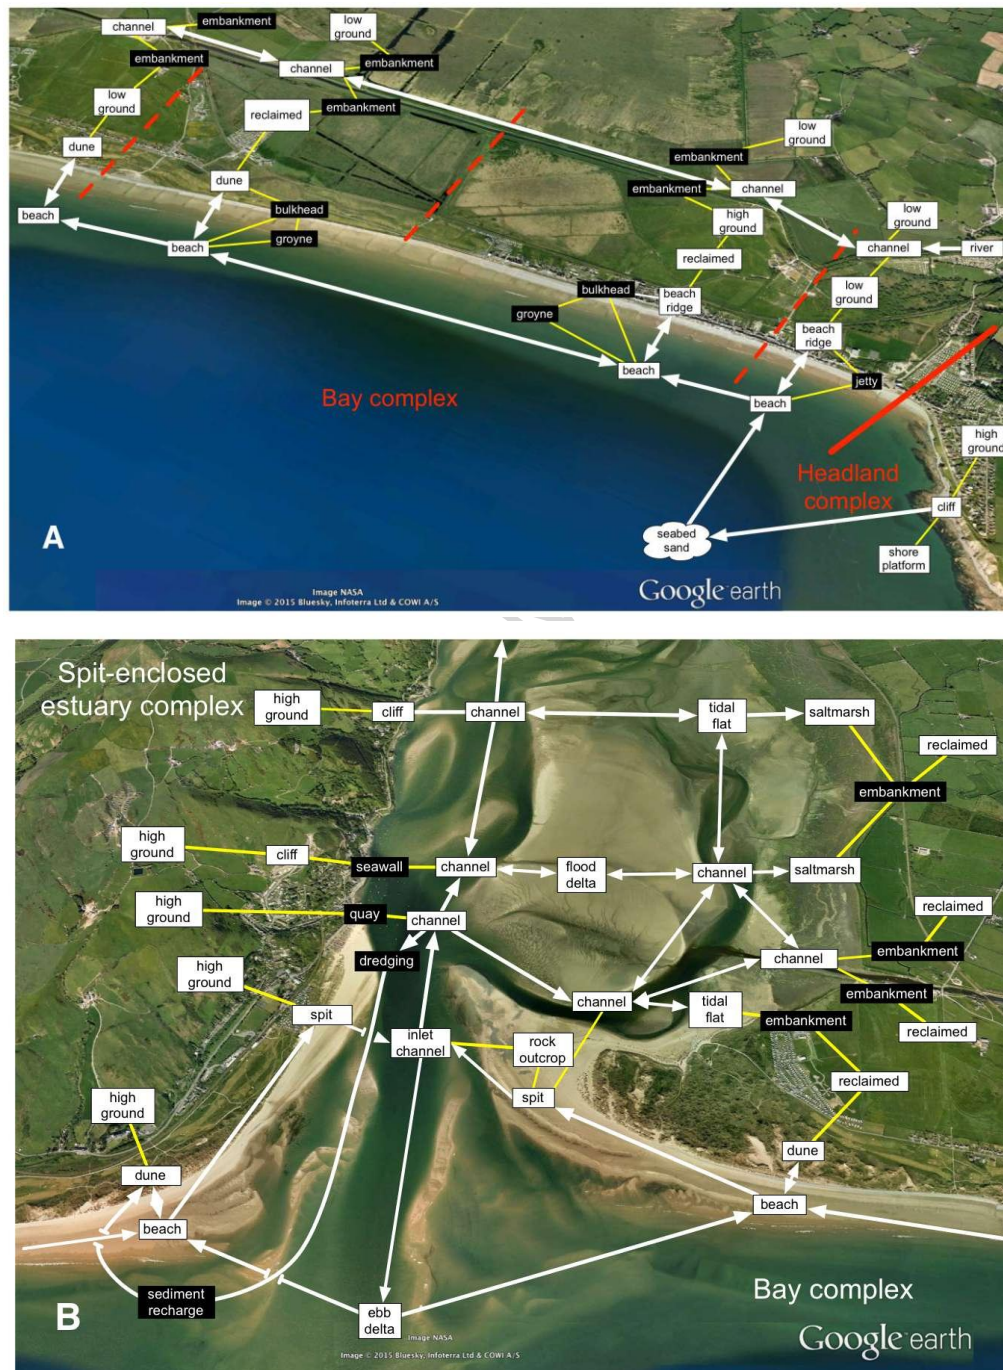 channel
embankment
low
ground
embankment
channel
embankment
low
ground
reclaimed
embankment
low
ground
embankment
dune
dune
embankment
channel
bulkhead
high
ground
low
ground
beach
groyne
channel
river
beach
reclaimed
bulkhead
beach
ridge
low
ground
groyne
beach
ridge
beach
jetty
Bay complex
beach
high
ground
Headland
complex
cliff
A
seabed
sand
shore
platform
Image NASA
Image © 2015 Bluesky, Infoterra Ltd & COWI A/S
Google earth
Spit-enclosed
estuary complex
high
ground
cliff
channel
tidal
flat
saltmarsh
reclaimed
embankment
high
ground
cliff
seawall
channel
flood
delta
channel
saltmarsh
high
ground
quay
channel
reclaimed
embankment
dredging
channel
high
ground
embankment
spit
channel
tidal
flat
embankment
reclaimed
inlet
channel
rock
outcrop
reclaimed
spit
high
ground
dune
dune
beach
beach
sediment
recharge
Bay complex
B
ebb
delta
Image NASA
Image © 2015 Bluesky, Infoterra Ltd & COWI A/S
Google earth